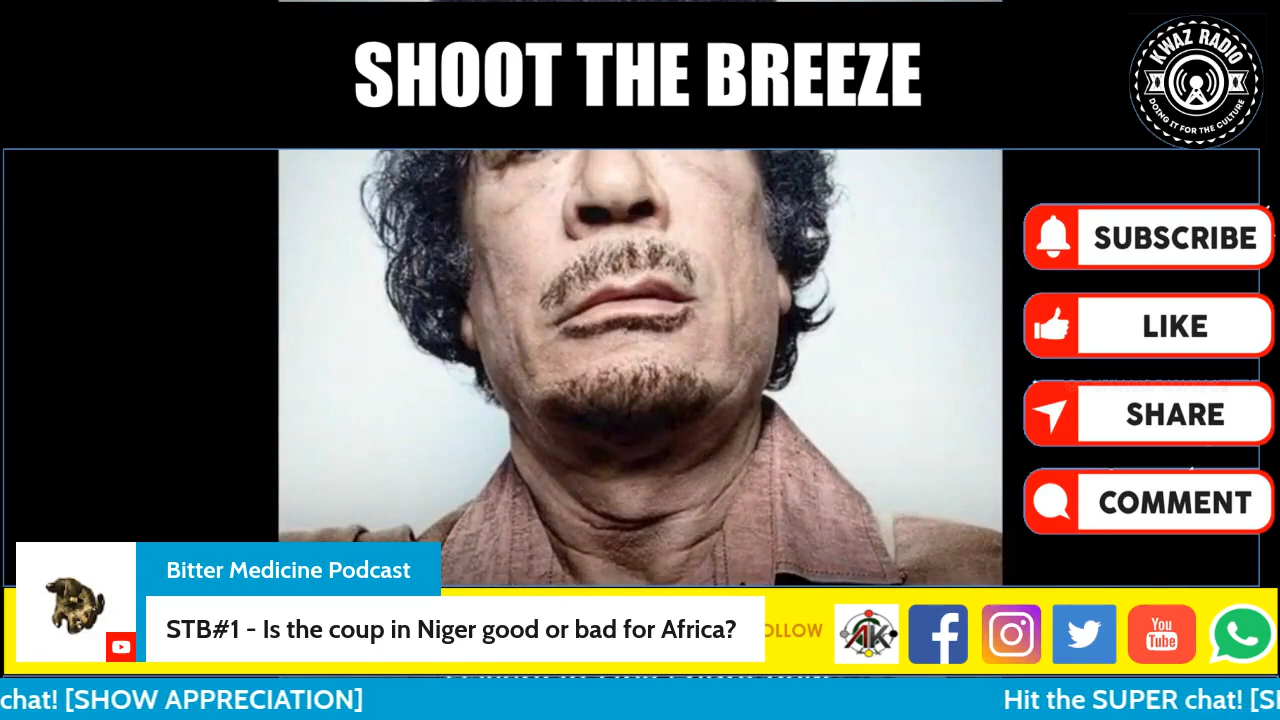 SHOOT THE BREEZE
KWAZ RADIO
DOING IT FOR THE CULTURE
SUBSCRIBE
LIKE
SHARE
COMMENT
Bitter Medicine Podcast
STB#1 - Is the coup in Niger good or bad for Africa?
AK
You
Tube
chat! [SHOW APPRECIATION]
Hit the SUPER chat!